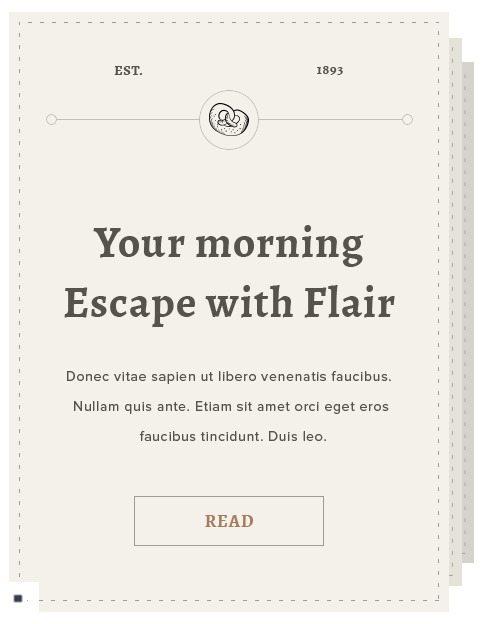 EST. 1893
Your morning
Escape with Flair
Donec vitae sapien ut libero venenatis faucibus.
Nullam quis ante. Etiam sit amet orci eget eros
faucibus tincidunt. Duis leo.
READ